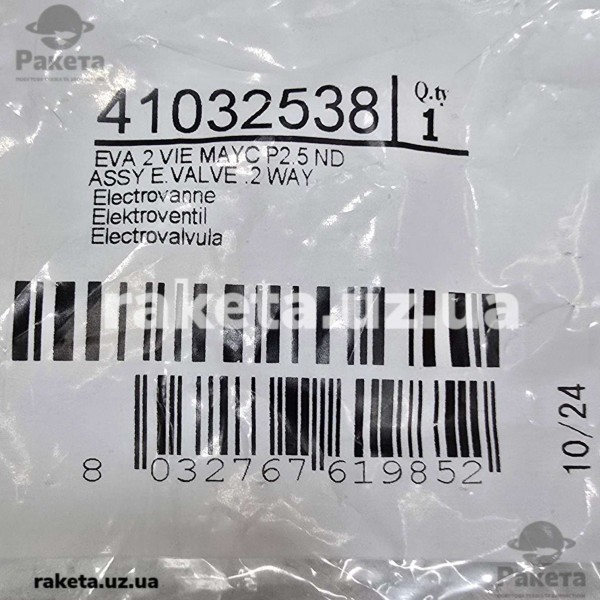 Ракета
41032538
Q.ty
1
EVA 2 VIE MAYC P2.5 ND
ASSY E.VALVE .2 WAY
Electrovanne
Elektroventil
Electrovalvula
raketa.uz.ua
8 032767 619852
10/24
raketa.uz.ua
Ракета